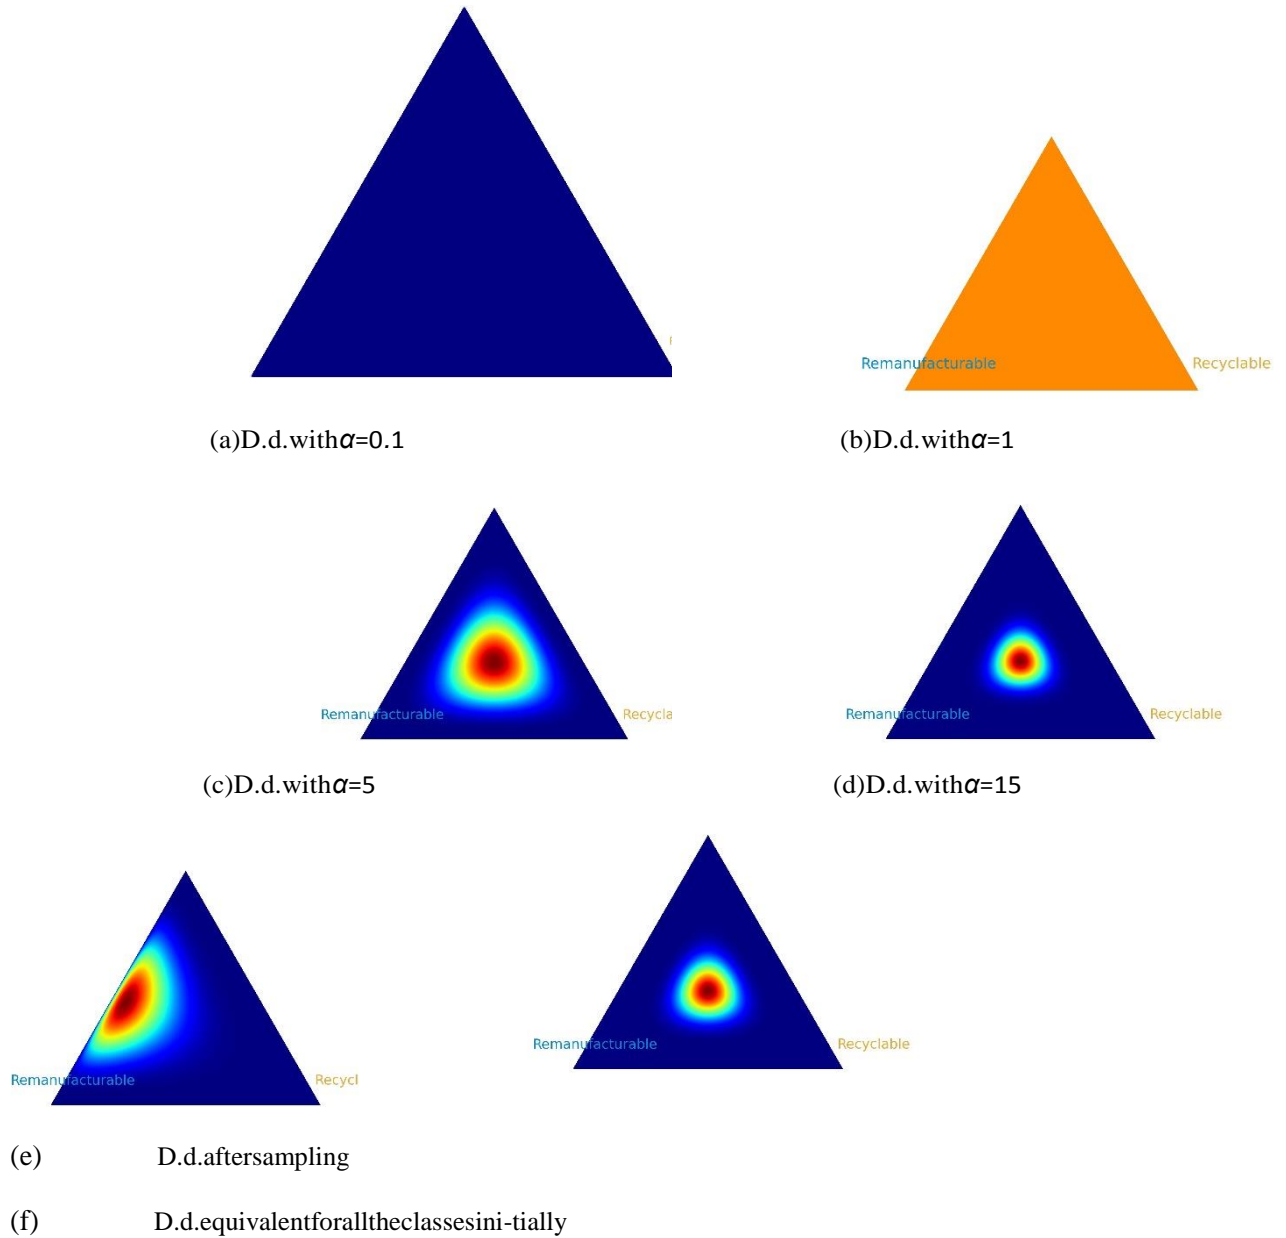 Remanufacturable Recyclable
(a)D.d.withα=0.1 (b)D.d.withα=1
Remanufacturable Recycla Remanufacturable Recyclable
(c)D.d.withα=5 (d)D.d.withα=15
Remanufacturable Recycl Remanufacturable Recyclable
(e) D.d.aftersampling
(f) D.d.equivalentforalltheclassesini-tially